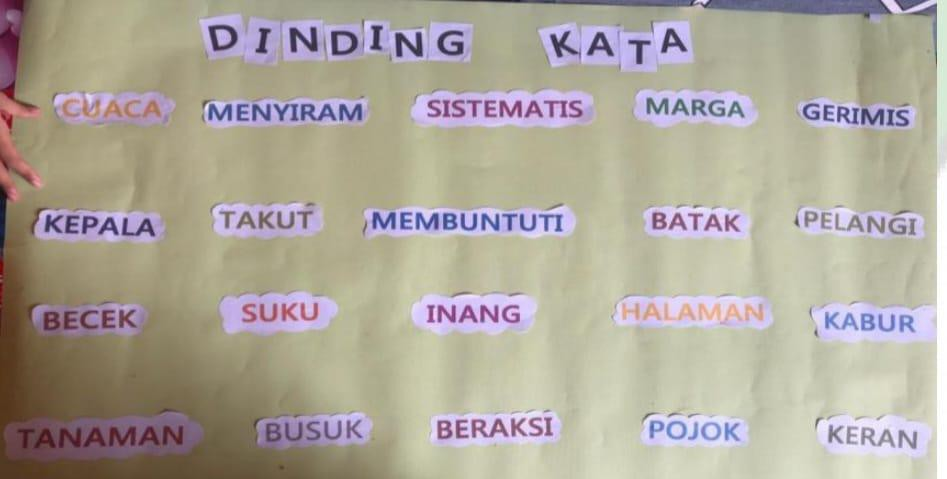 DINDING KATA
CUACA MENYIRAM SISTEMATIS MARGA GERIMIS
KEPALA TAKUT MEMBUNTUTI BATAK PELANGI
BECEK SUKU INANG HALAMAN KABUR
TANAMAN BUSUK BERAKSI POJOK KERAN